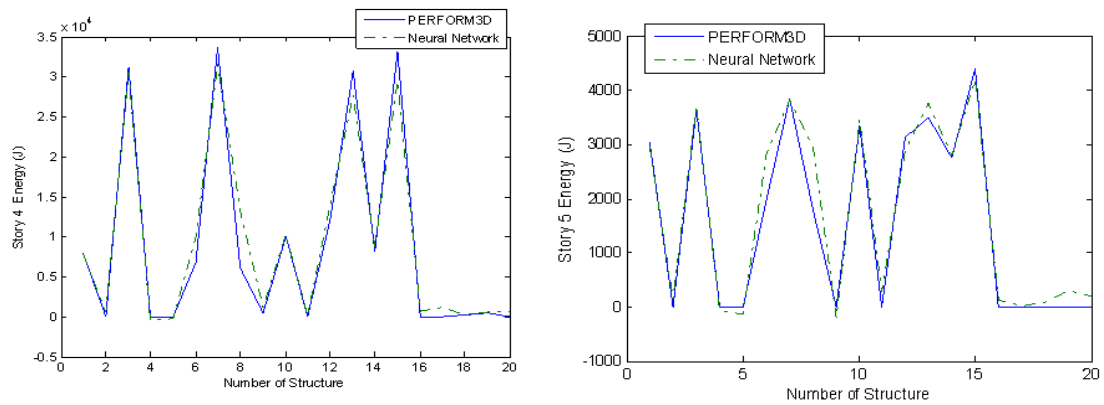 × 10⁴
PERFORM3D
Neural Network
3.5
3
2.5
2
1.5
1
0.5
0
-0.5
Story 4 Energy (J)
0 2 4 6 8 10 12 14 16 18 20
Number of Structure
PERFORM3D
Neural Network
5000
4000
3000
2000
1000
0
-1000
Story 5 Energy (J)
0 5 10 15 20
Number of Structure